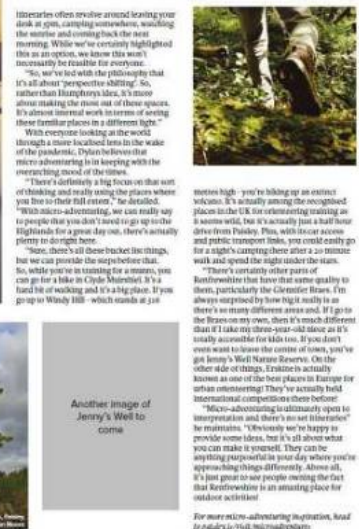 itineraries often revolve around leaving your
desk at 5pm, camping somewhere, watching
the sunrise and coming back the next
morning. While we've certainly highlighted
this as an option, we know this won't
necessarily be feasible for everyone.
"So, we've led with the philosophy that
it's all about 'perspective shifting'. So,
rather than Humphreys idea, it's more
about making the most out of these spaces.
It's almost internal work in terms of seeing
these familiar places in a different light."
With everyone looking at the world
through a more localised lens in the wake
of the pandemic, Dylan believes that
micro adventuring is in keeping with the
overarching mood of the times.
"There's definitely a big focus on that sort
of thinking and really using the places where
you live to their full extent," he detailed.
"With micro-adventuring, we can really say
to people that you don't need to go up to the
Highlands for a great day out, there's actually
plenty to do right here.
"Sure, there's all these bucket list things,
but we can provide the steps before that.
So, while you're in training for a munro, you
can go for a hike in Clyde Muirshiel. It's a
hard bit of walking and it's a big place. If you
go up to Windy Hill - which stands at 316
metres high - you're hiking up an extinct
volcano. It's actually among the recognised
places in the UK for orienteering training as
it seems wild, but it's actually just a half hour
drive from Paisley. Plus, with its car access
and public transport links, you could easily go
for a night's camping there after a 20 minute
walk and spend the night under the stars.
"There's certainly other parts of
Renfrewshire that have that same quality to
them, particularly the Gleniffer Braes. I'm
always surprised by how big it really is as
there's so many different areas and. If I go to
the Braes on my own, then it's much different
than if I take my three-year-old niece as it's
totally accessible for kids too. If you don't
even want to leave the centre of town, you've
got Jenny's Well Nature Reserve. On the
other side of things, Erskine is actually
known as one of the best places in Europe for
urban orienteering! They've actually held
international competitions there before!
"Micro-adventuring is ultimately open to
interpretation and there's no set itineraries"
he maintains. "Obviously we're happy to
provide some ideas, but it's all about what
you can make it yourself. They can be
anything purposeful in your day where you're
approaching things differently. Above all,
it's just great to see people owning the fact
that Renfrewshire is an amazing place for
outdoor activities!
For more micro-adventuring inspiration, head
Another image of
Jenny's Well to
come